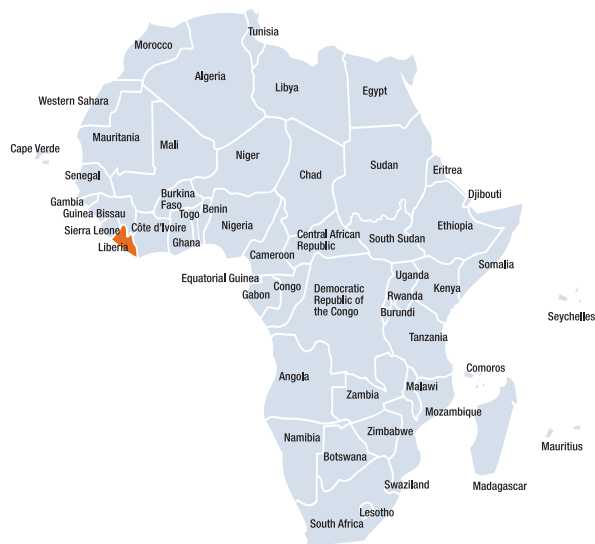 Tunisia
Morocco
Algeria
Libya
Egypt
Western Sahara
Mauritania
Mali
Cape Verde
Niger
Chad
Sudan
Eritrea
Senegal
Djibouti
Gambia
Burkina
Faso
Benin
Guinea Bissau
Togo
Sierra Leone
Côte d'Ivoire
Nigeria
Ethiopia
Liberia
Ghana
Central African
Republic
South Sudan
Cameroon
Somalia
Equatorial Guinea
Gabon
Congo
Democratic
Republic of
the Congo
Uganda
Rwanda
Kenya
Burundi
Seychelles
Tanzania
Comoros
Angola
Malawi
Zambia
Mozambique
Namibia
Zimbabwe
Mauritius
Botswana
Swaziland
Madagascar
Lesotho
South Africa